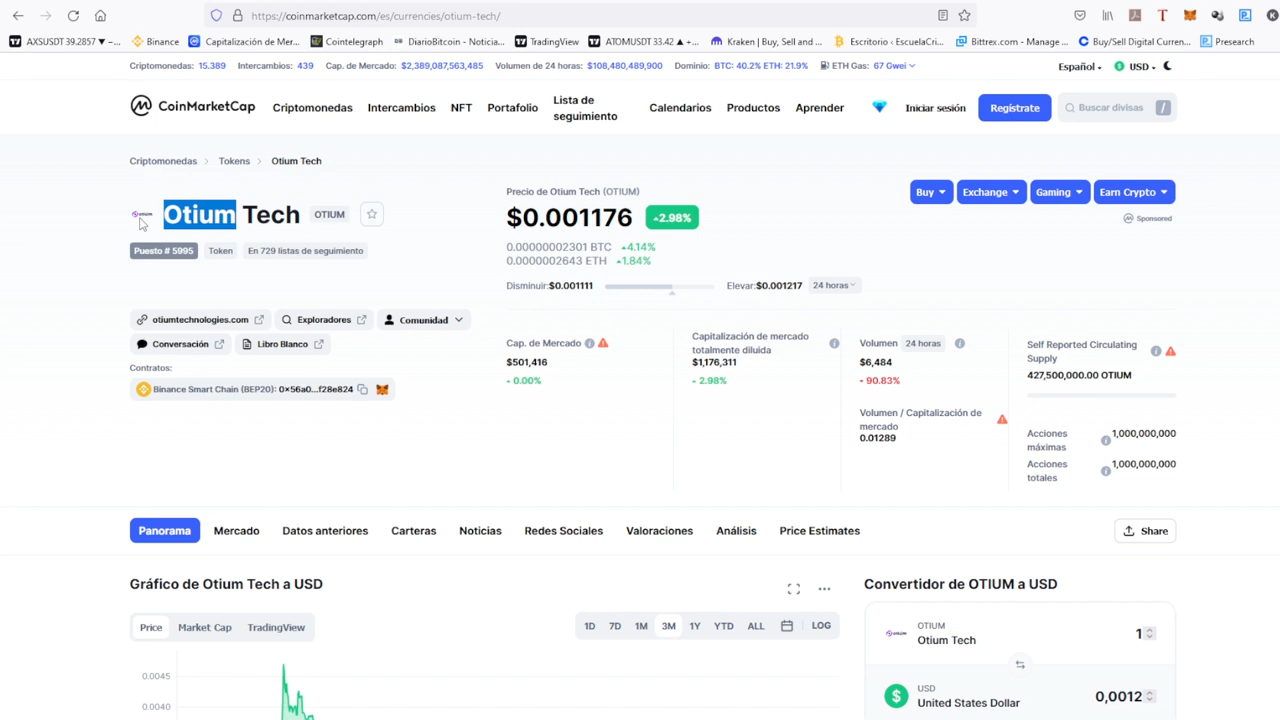 https://coinmarketcap.com/es/currencies/otium-tech/
AXSUSDT 39.2857 ▼ –...
Binance
Capitalización de Mer...
Cointelegraph
DiarioBitcoin - Noticia...
TradingView
ATOMUSDT 33.42 ▲ +...
Kraken | Buy, Sell and ...
Escritorio ‹ EscuelaCri...
Bittrex.com - Manage ...
Buy/Sell Digital Curren...
Presearch
Criptomonedas: 15.389
Intercambios: 439
Cap. de Mercado: $2,389,087,563,485
Volumen de 24 horas: $108,480,489,900
Dominio: BTC: 40.2% ETH: 21.9%
ETH Gas: 67 Gwei
Español
USD
CoinMarketCap
Criptomonedas
Intercambios
NFT
Portafolio
Lista de
seguimiento
Calendarios
Productos
Aprender
Iniciar sesión
Regístrate
Buscar divisas
/
Criptomonedas > Tokens > Otium Tech
Otium Tech OTIUM
Puesto # 5995
Token
En 729 listas de seguimiento
Precio de Otium Tech (OTIUM)
$0.001176 2.98%
0.00000002301 BTC 4.14%
0.0000002643 ETH 1.84%
Disminuir:$0.001111
Elevar:$0.001217
24 horas
Buy
Exchange
Gaming
Earn Crypto
Sponsored
otiumtechnologies.com
Exploradores
Comunidad
Conversación
Libro Blanco
Contratos:
Binance Smart Chain (BEP20): 0x56a0...f28e824
Cap. de Mercado
$501,416
0.00%
Capitalización de mercado
totalmente diluida
$1,176,311
2.98%
Volumen 24 horas
$6,484
90.83%
Volumen / Capitalización de
mercado
0.01289
Self Reported Circulating
Supply
427,500,000.00 OTIUM
Acciones
máximas
1,000,000,000
Acciones
totales
1,000,000,000
Panorama
Mercado
Datos anteriores
Carteras
Noticias
Redes Sociales
Valoraciones
Análisis
Price Estimates
Share
Gráfico de Otium Tech a USD
Price
Market Cap
TradingView
1D
7D
1M
3M
1Y
YTD
ALL
LOG
0.0045
0.0040
Convertidor de OTIUM a USD
OTIUM
Otium Tech
1
USD
United States Dollar
0,0012